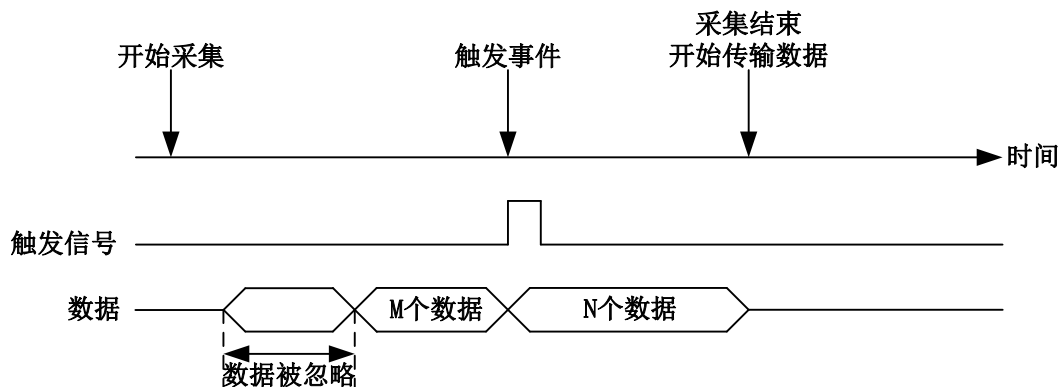 采集结束
开始采集
触发事件
开始传输数据
时间
触发信号
数据
M个数据
N个数据
数据被忽略